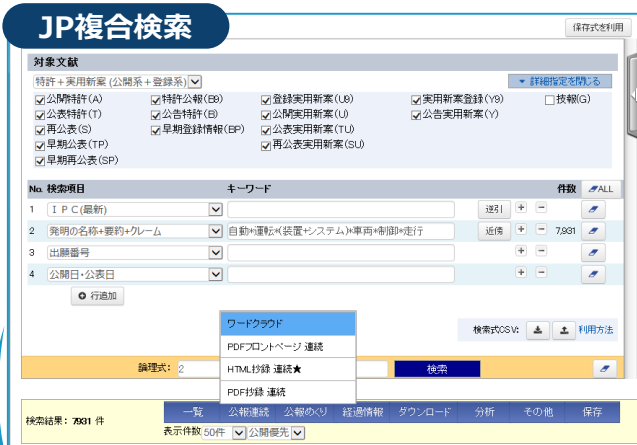 JP複合検索
保存式を利用
対象文献
特許+実用新案 (公開系+登録系)
▼ 詳細指定を閉じる
公開特許(A) 特許公報(B9) 登録実用新案(U9) 実用新案登録(Y9) 技報(G)
公表特許(T) 公告特許(B) 公開実用新案(U) 公告実用新案(Y)
再公表(S) 早期登録情報(BP) 公表実用新案(TU)
早期公表(TP) 再公表実用新案(SU)
早期再公表(SP)
No. 検索項目 キーワード 件数 ALL
1 IPC(最新) 逆引 + −
2 発明の名称+要約+クレーム 自動*運転*(装置+システム)*車両*制御*走行 近傍 + − 7,931
3 出願番号 + −
4 公開日・公表日 + −
行追加
ワードクラウド
検索式CSV: 利用方法
PDFフロントページ 連続
HTML抄録 連続★
論理式: 2 検索
PDF抄録 連続
検索結果: 7931 件
一覧 公報連続 公報めくり 経過情報 ダウンロード 分析 その他 保存
表示件数 50件 公開優先